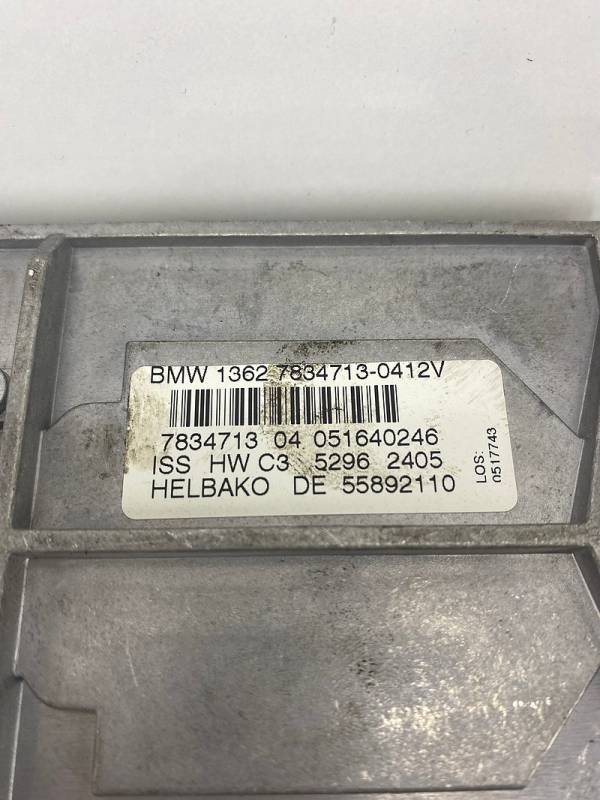 BMW 1362 7834713-0412V
7834713 04 051640246
ISS HW C3 5296 2405
HELBAKO DE 55892110
LOS:
0517743